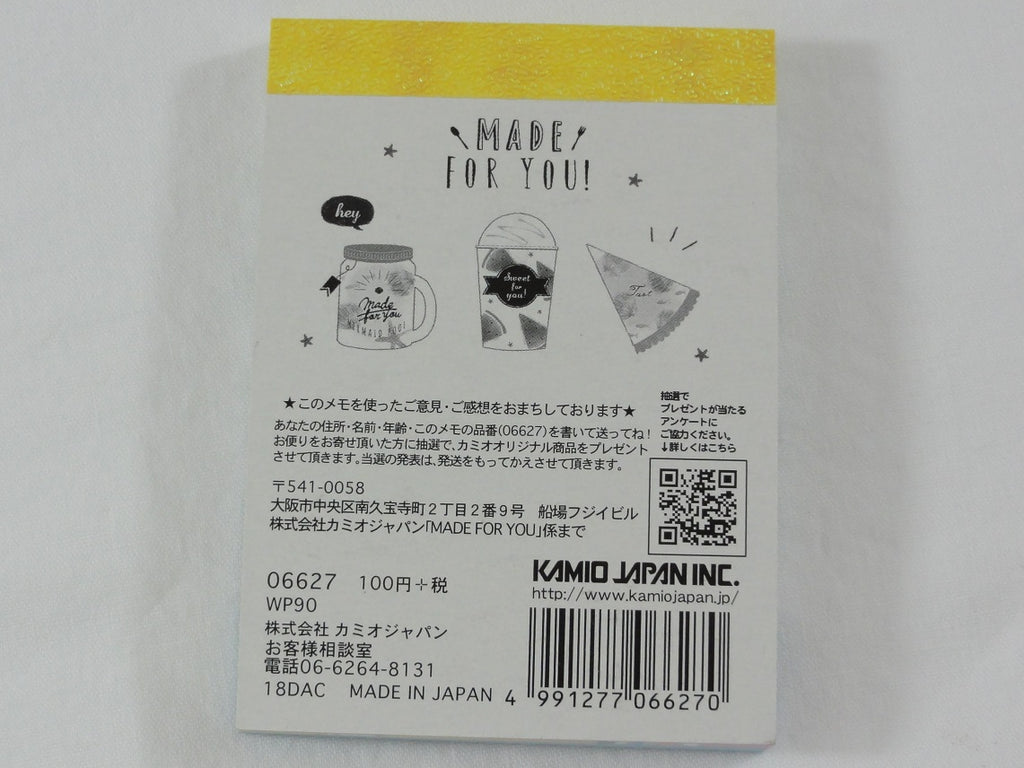 MADE
FOR YOU!
hey
Made
for you
Sweet
for
you!
★このメモを使ったご意見・ご感想をおまちしております★
あなたの住所・名前・年齢・このメモの品番(06627)を書いて送ってね!
お便りをお寄せ頂いた方に抽選で、カミオオリジナル商品をプレゼント
させて頂きます。当選の発表は、発送をもってかえさせて頂きます。
抽選で
プレゼントが当たる
アンケートに
ご協力ください。
↓詳しくはこちら
〒541-0058
大阪市中央区南久宝寺町2丁目2番9号 船場フジイビル
株式会社カミオジャパン「MADE FOR YOU」係まで
KAMIO JAPAN INC.
http://www.kamiojapan.jp/
06627 100円+税
WP90
株式会社 カミオジャパン
お客様相談室
電話06-6264-8131
18DAC MADE IN JAPAN
4 991277 066270